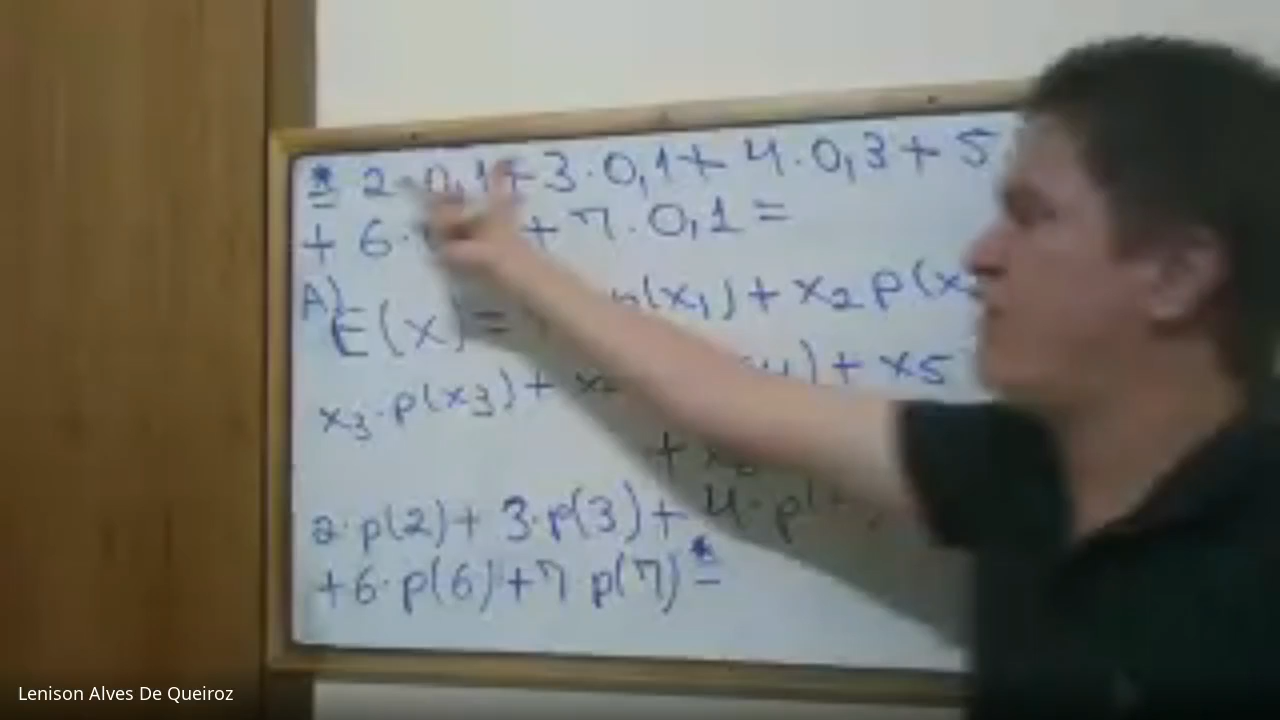 * 2·0,1+3·0,1+ 4.0,3+ 5
+ 6· + 7.0,1 =
A) E(x) = p(x1) + x2 p(x
x3·p(x3) + x ) + x5
+ x
2·p(2)+ 3·p(3)+ 4·p(
+6·p(6)+7 p(7) *
Lenison Alves De Queiroz